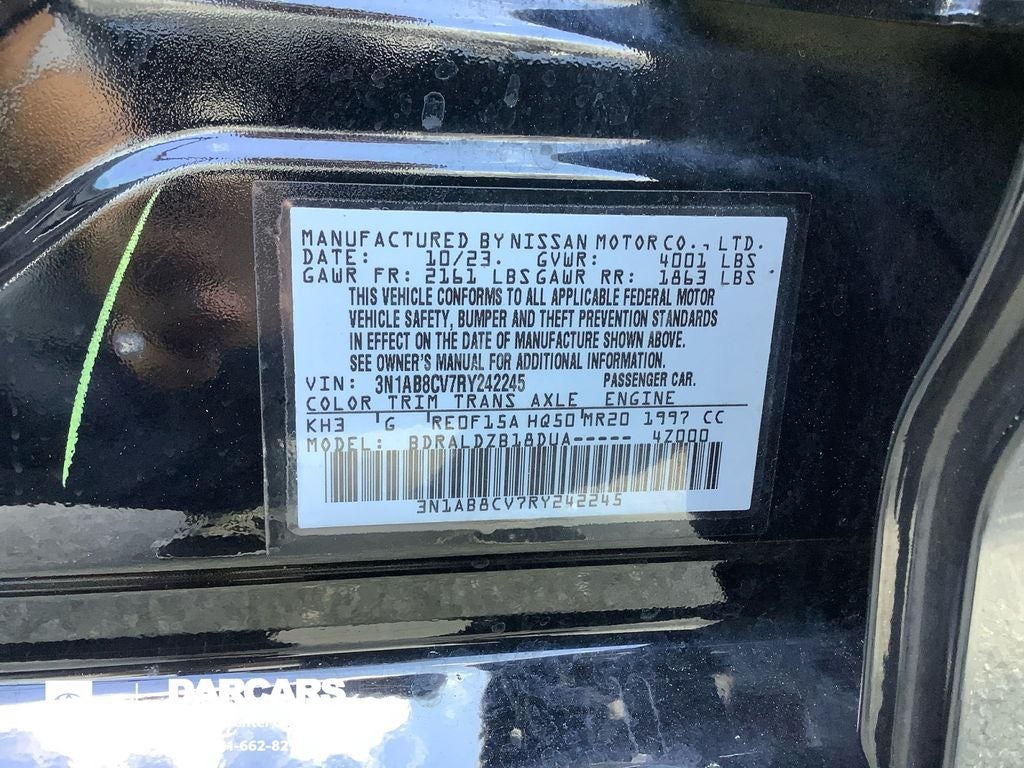 MANUFACTURED BY NISSAN MOTOR CO., LTD.
DATE: 10/23. GVWR: 4001 LBS
GAWR FR: 2161 LBS GAWR RR: 1863 LBS
THIS VEHICLE CONFORMS TO ALL APPLICABLE FEDERAL MOTOR
VEHICLE SAFETY, BUMPER AND THEFT PREVENTION STANDARDS
IN EFFECT ON THE DATE OF MANUFACTURE SHOWN ABOVE.
SEE OWNER'S MANUAL FOR ADDITIONAL INFORMATION.
VIN: 3N1AB8CV7RY242245 PASSENGER CAR.
COLOR TRIM TRANS AXLE ENGINE
KH3 G RE0F15A HQ50 MR20 1997 CC
MODEL: BDRALDZB18DUA----- 4Z000
3N1AB8CV7RY242245
DARCARS